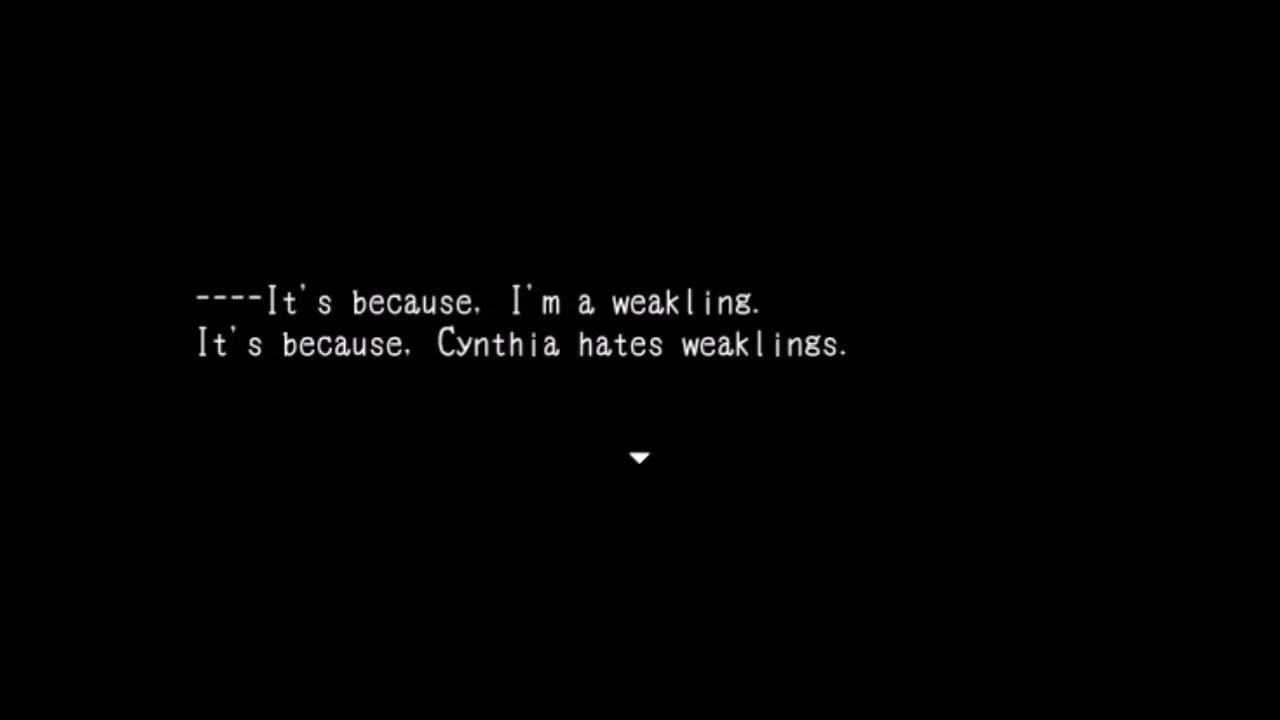 ----It's because, I'm a weakling.
It's because, Cynthia hates weaklings.